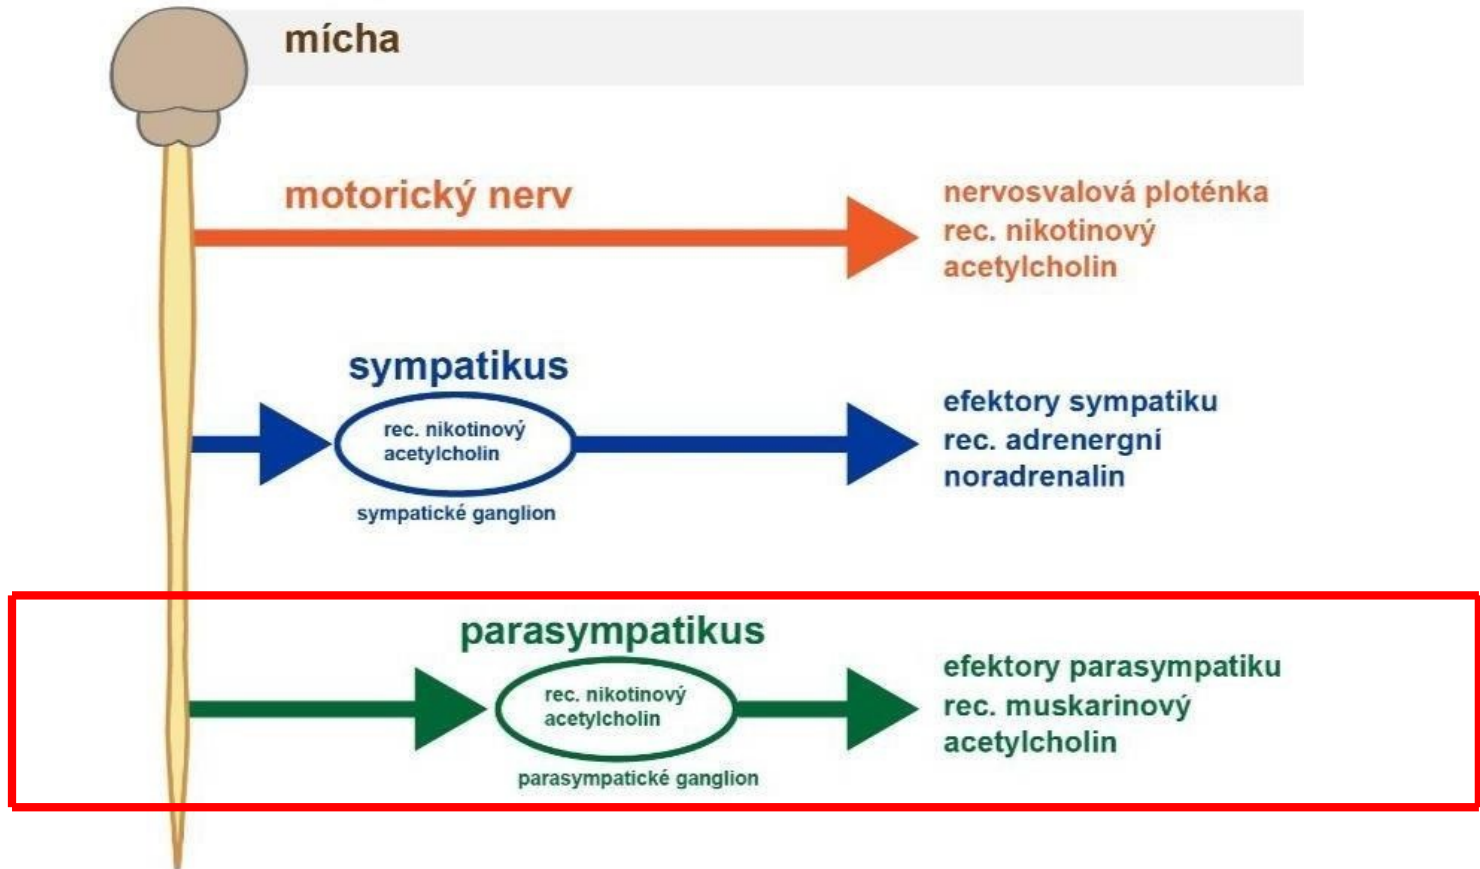 mícha
motorický nerv
nervosvalová ploténka
rec. nikotinový
acetylcholin
sympatikus
rec. nikotinový
acetylcholin
sympatické ganglion
efektory sympatiku
rec. adrenergní
noradrenalin
parasympatikus
rec. nikotinový
acetylcholin
parasympatické ganglion
efektory parasympatiku
rec. muskarinový
acetylcholin